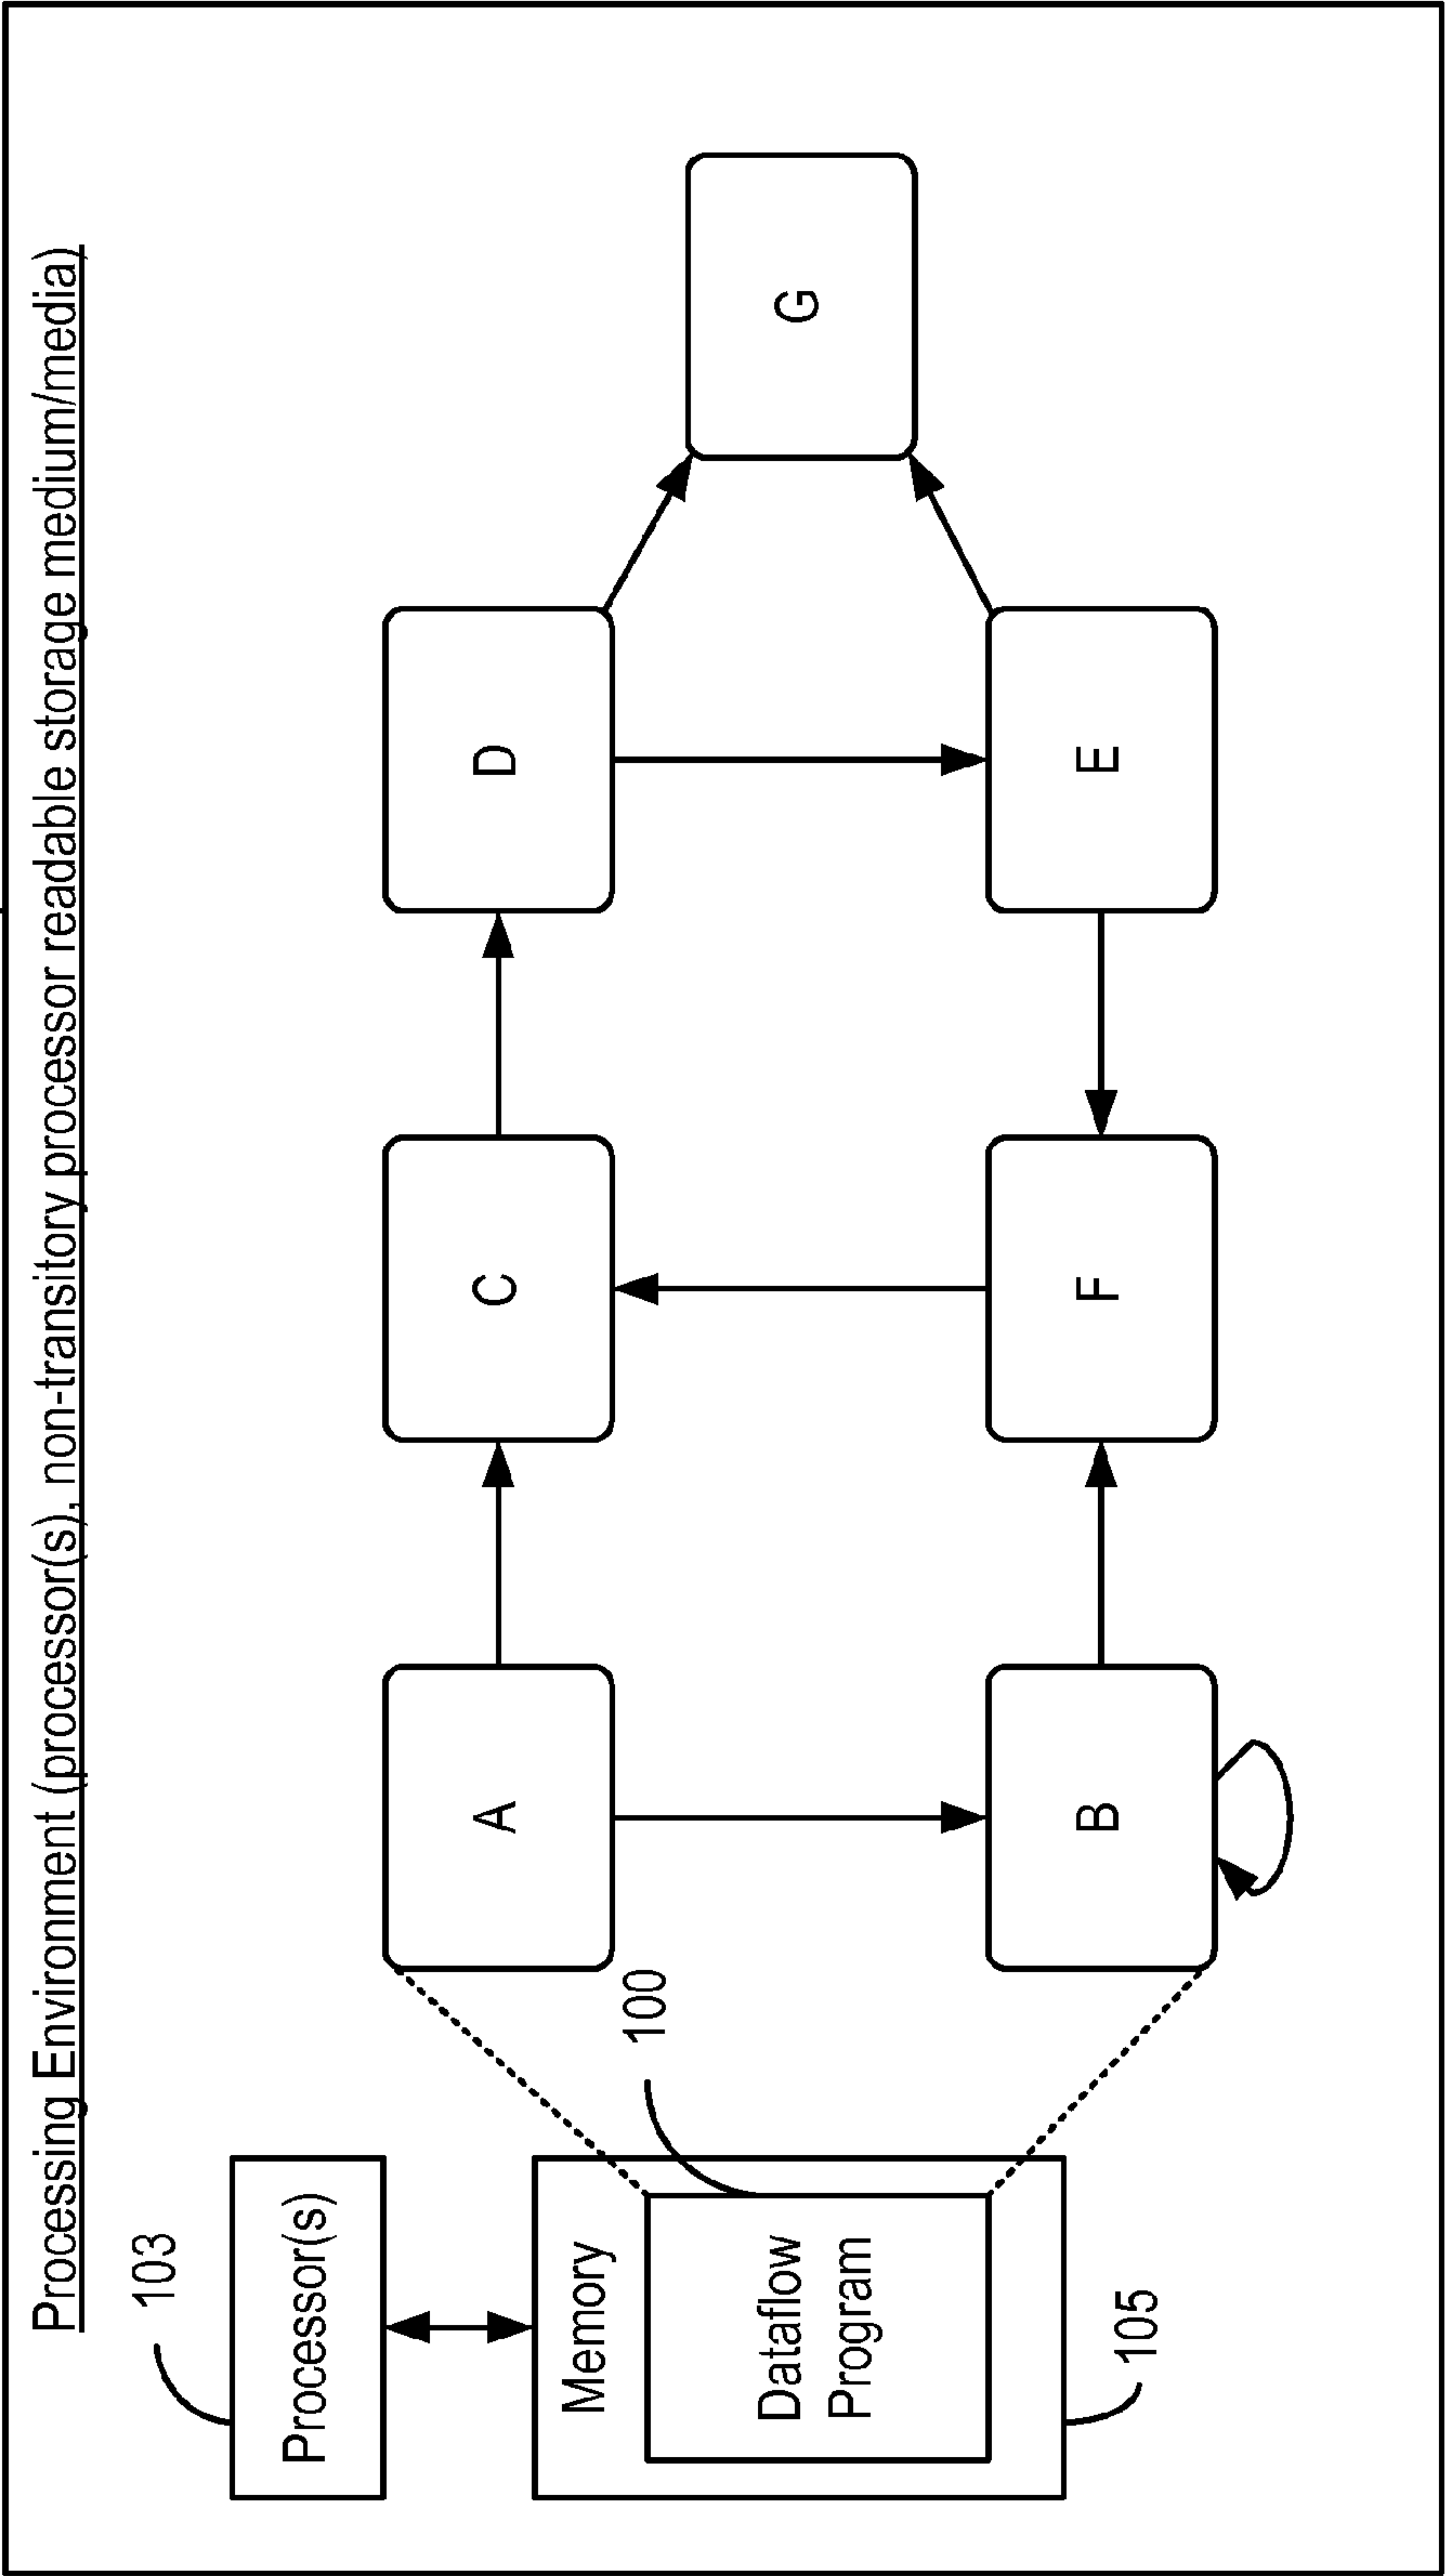 Processing Environment (processor(s), non-transitory processor readable storage medium/media)
103
Processor(s)
Memory
Dataflow
Program
105
100
A
C
D
G
B
F
E